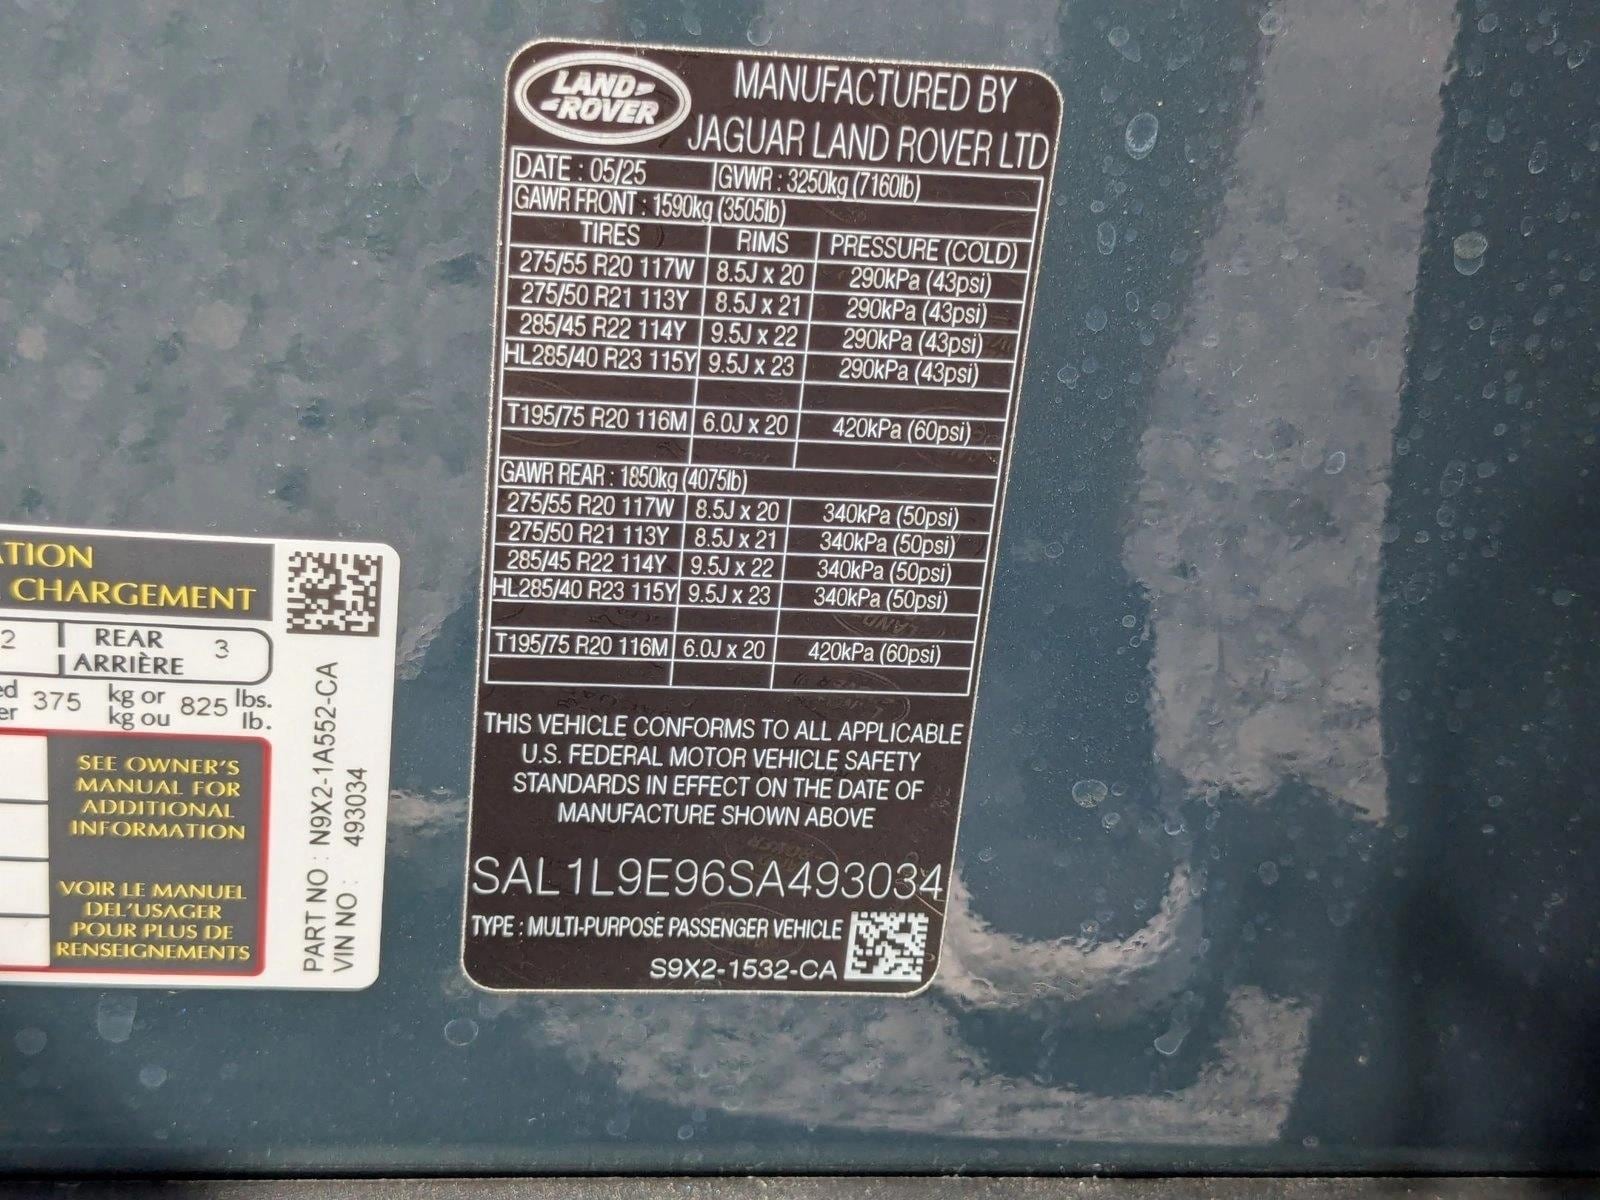 LAND ROVER
MANUFACTURED BY
JAGUAR LAND ROVER LTD
DATE : 05/25 GVWR : 3250kg (7160lb)
GAWR FRONT : 1590kg (3505lb)
TIRES RIMS PRESSURE (COLD)
275/55 R20 117W 8.5J x 20 290kPa (43psi)
275/50 R21 113Y 8.5J x 21 290kPa (43psi)
285/45 R22 114Y 9.5J x 22 290kPa (43psi)
HL285/40 R23 115Y 9.5J x 23 290kPa (43psi)
T195/75 R20 116M 6.0J x 20 420kPa (60psi)
GAWR REAR : 1850kg (4075lb)
275/55 R20 117W 8.5J x 20 340kPa (50psi)
275/50 R21 113Y 8.5J x 21 340kPa (50psi)
285/45 R22 114Y 9.5J x 22 340kPa (50psi)
HL285/40 R23 115Y 9.5J x 23 340kPa (50psi)
T195/75 R20 116M 6.0J x 20 420kPa (60psi)
THIS VEHICLE CONFORMS TO ALL APPLICABLE
U.S. FEDERAL MOTOR VEHICLE SAFETY
STANDARDS IN EFFECT ON THE DATE OF
MANUFACTURE SHOWN ABOVE
SAL1L9E96SA493034
TYPE : MULTI-PURPOSE PASSENGER VEHICLE
S9X2-1532-CA
ATION
CHARGEMENT
2 REAR 3
ARRIÈRE
ed 375 kg or 825 lbs.
er kg ou lb.
SEE OWNER'S
MANUAL FOR
ADDITIONAL
INFORMATION
VOIR LE MANUEL
DEL'USAGER
POUR PLUS DE
RENSEIGNEMENTS
PART NO : N9X2-1A552-CA
VIN NO : 493034